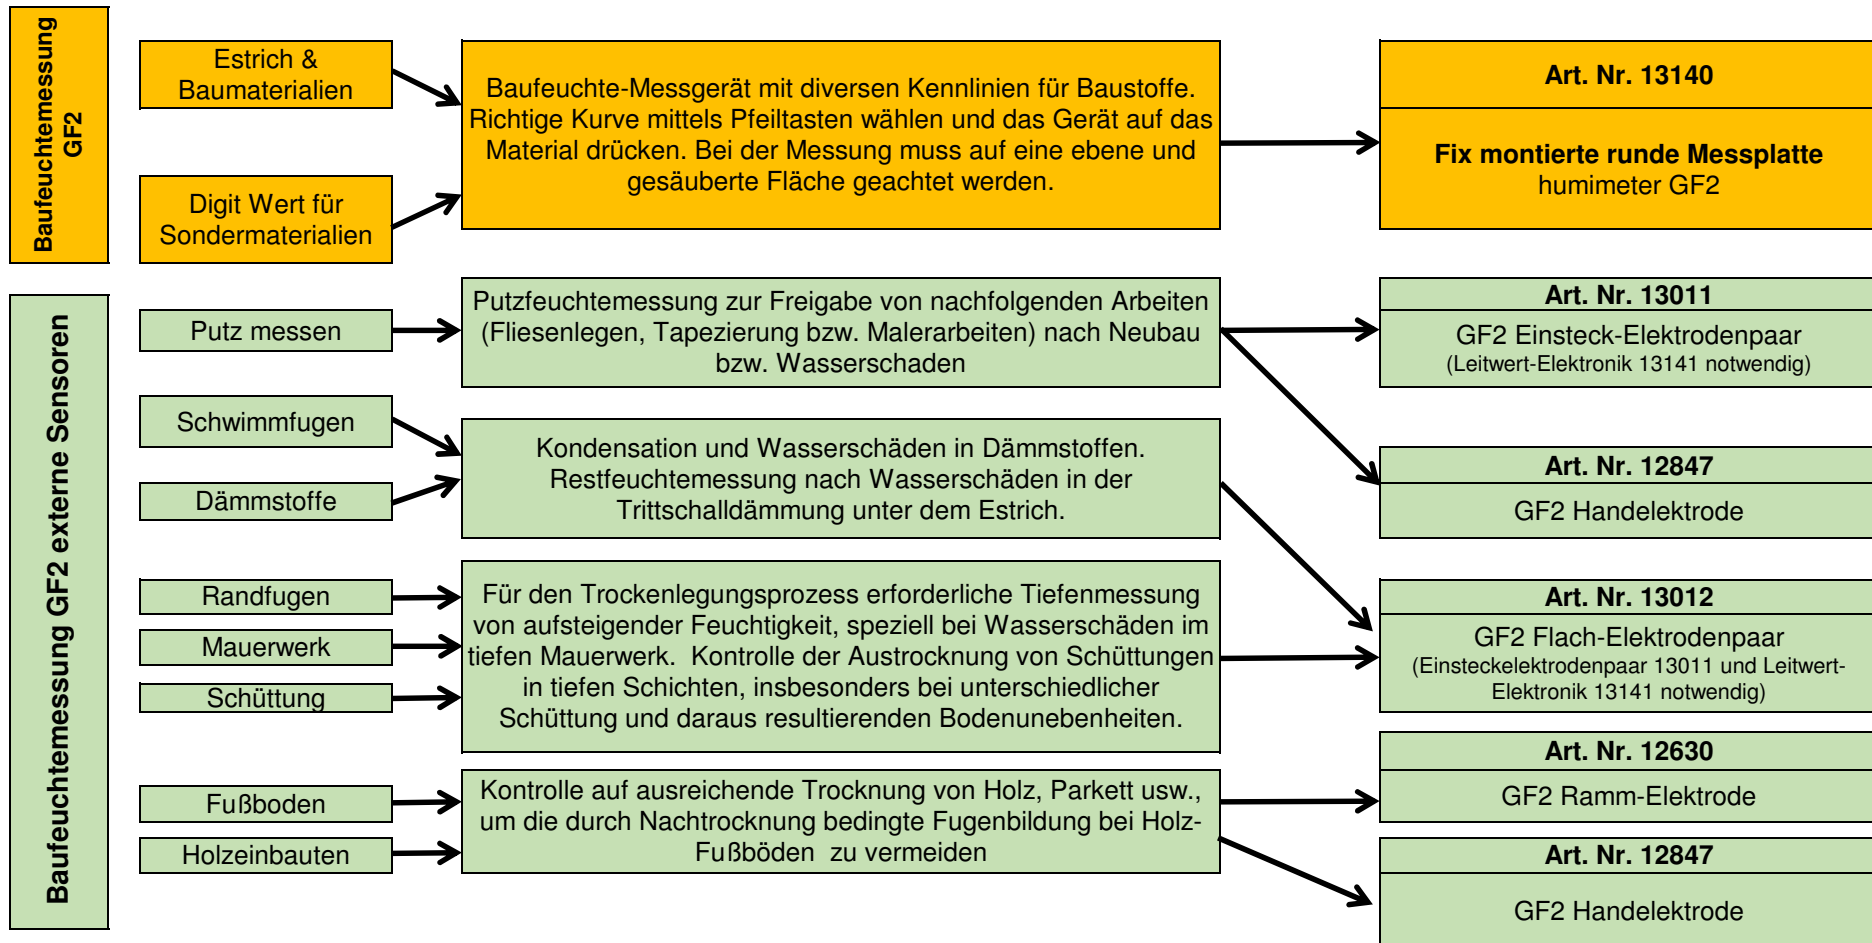 Baufeuchtemessung
GF2
Estrich &
Baumaterialien
Digit Wert für
Sondermaterialien
Baufeuchte-Messgerät mit diversen Kennlinien für Baustoffe.
Richtige Kurve mittels Pfeiltasten wählen und das Gerät auf das
Material drücken. Bei der Messung muss auf eine ebene und
gesäuberte Fläche geachtet werden.
Art. Nr. 13140
Fix montierte runde Messplatte
humimeter GF2
Baufeuchtemessung GF2 externe Sensoren
Putz messen
Putzfeuchtemessung zur Freigabe von nachfolgenden Arbeiten
(Fliesenlegen, Tapezierung bzw. Malerarbeiten) nach Neubau
bzw. Wasserschaden
Art. Nr. 13011
GF2 Einsteck-Elektrodenpaar
(Leitwert-Elektronik 13141 notwendig)
Schwimmfugen
Dämmstoffe
Kondensation und Wasserschäden in Dämmstoffen.
Restfeuchtemessung nach Wasserschäden in der
Trittschalldämmung unter dem Estrich.
Art. Nr. 12847
GF2 Handelektrode
Randfugen
Mauerwerk
Schüttung
Für den Trockenlegungsprozess erforderliche Tiefenmessung
von aufsteigender Feuchtigkeit, speziell bei Wasserschäden im
tiefen Mauerwerk.  Kontrolle der Austrocknung von Schüttungen
in tiefen Schichten, insbesonders bei unterschiedlicher
Schüttung und daraus resultierenden Bodenunebenheiten.
Art. Nr. 13012
GF2 Flach-Elektrodenpaar
(Einsteckelektrodenpaar 13011 und Leitwert-
Elektronik 13141 notwendig)
Fußboden
Holzeinbauten
Kontrolle auf ausreichende Trocknung von Holz, Parkett usw.,
um die durch Nachtrocknung bedingte Fugenbildung bei Holz-
Fußböden  zu vermeiden
Art. Nr. 12630
GF2 Ramm-Elektrode
Art. Nr. 12847
GF2 Handelektrode